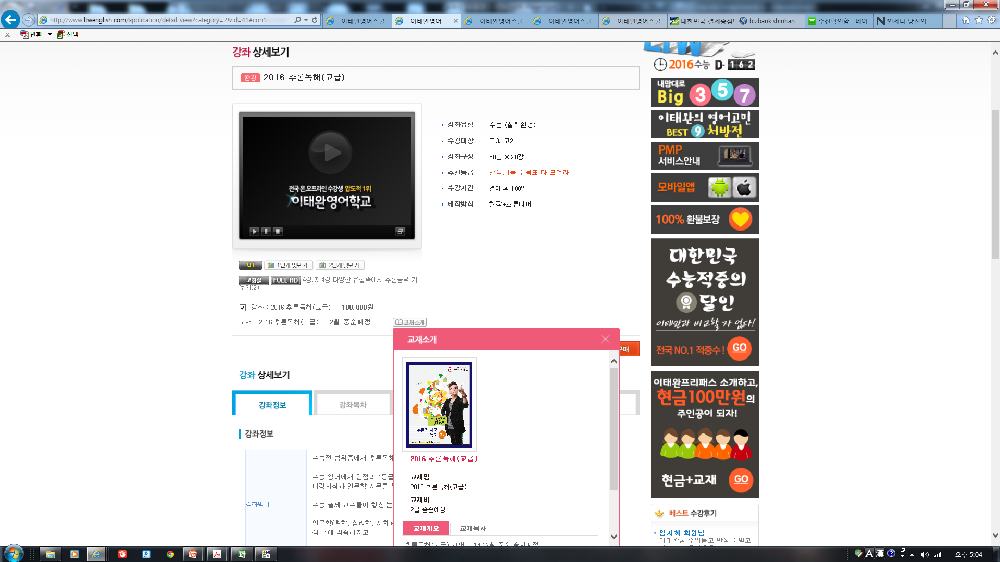 http://www.ltwenglish.com/application/detail_view?category=2&id=41#con1
:: 이태완영어스쿨 ::
:: 이태완영어...
:: 이태완영어스쿨 ::
:: 이태완영어스쿨 ::
:: 이태완영어스쿨 ::
대한민국 결제중심!
bizbank.shinhan....
수신확인함 : 네이...
언제나 당신의_ ...
변환
선택
강좌 상세보기
완강 2016 추론독해(고급)
전국 온,오프라인 수강생 압도적 1위
이태완영어학교
강좌유형 수능 (실력완성)
수강대상 고3, 고2
강좌구성 50분 X 20강
추천등급 만점, 1등급 목표 다 모여라!
수강기간 결제후 100일
제작방식 현장+스튜디어
OT 1단계 맛보기 2단계 맛보기
고화질 FULL HD 4강. 제4강 다양한 유형속에서 추론능력 키
우기(2)
강좌 : 2016 추론독해(고급) 100,000원
교재 : 2016 추론독해(고급) 2월 중순예정 교재소개
구매
강좌 상세보기
강좌정보 강좌목차
강좌정보
강좌범위
수능전 범위중에서 추론독해
수능 영어에서 만점과 1등급
배경지식과 인문학 지문들
수능 출제 교수들이 항상 눈
인문학(철학, 심리학, 사회과
적 글에 익숙해지고,
교재소개
이태완의
추론적 사고
독해 고급
2016 추론독해(고급)
교재명
2016 추론독해(고급)
교재비
2월 중순예정
교재개요 교재목차
추론독해(고급) 교재 2014.12월 중순 출시예정
LTW
2016수능 D-162
내맘대로
Big 3 5 7
이태완의 영어고민
BEST 9 처방전
PMP
서비스안내
모바일앱
100% 환불보장
대한민국
수능적중의
달인
이태완과 비교할 자 없다!
전국 NO.1 적중수! GO
이태완프리패스 소개하고,
현금100만원의
주인공이 되자!
현금+교재 GO
베스트 수강후기
임지혜 회원님
이태완샘 수업듣고 만점을 받고
A 漢
오후 5:04